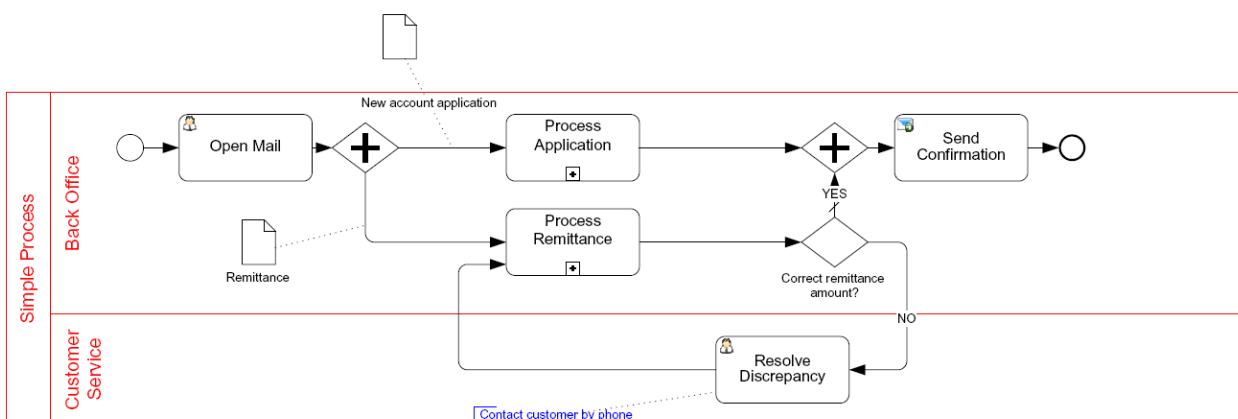 New account application
Simple Process
Back Office
Open Mail
Process
Application
Send
Confirmation
YES
Process
Remittance
Remittance
Correct remittance
amount?
NO
Customer
Service
Resolve
Discrepancy
Contact customer by phone